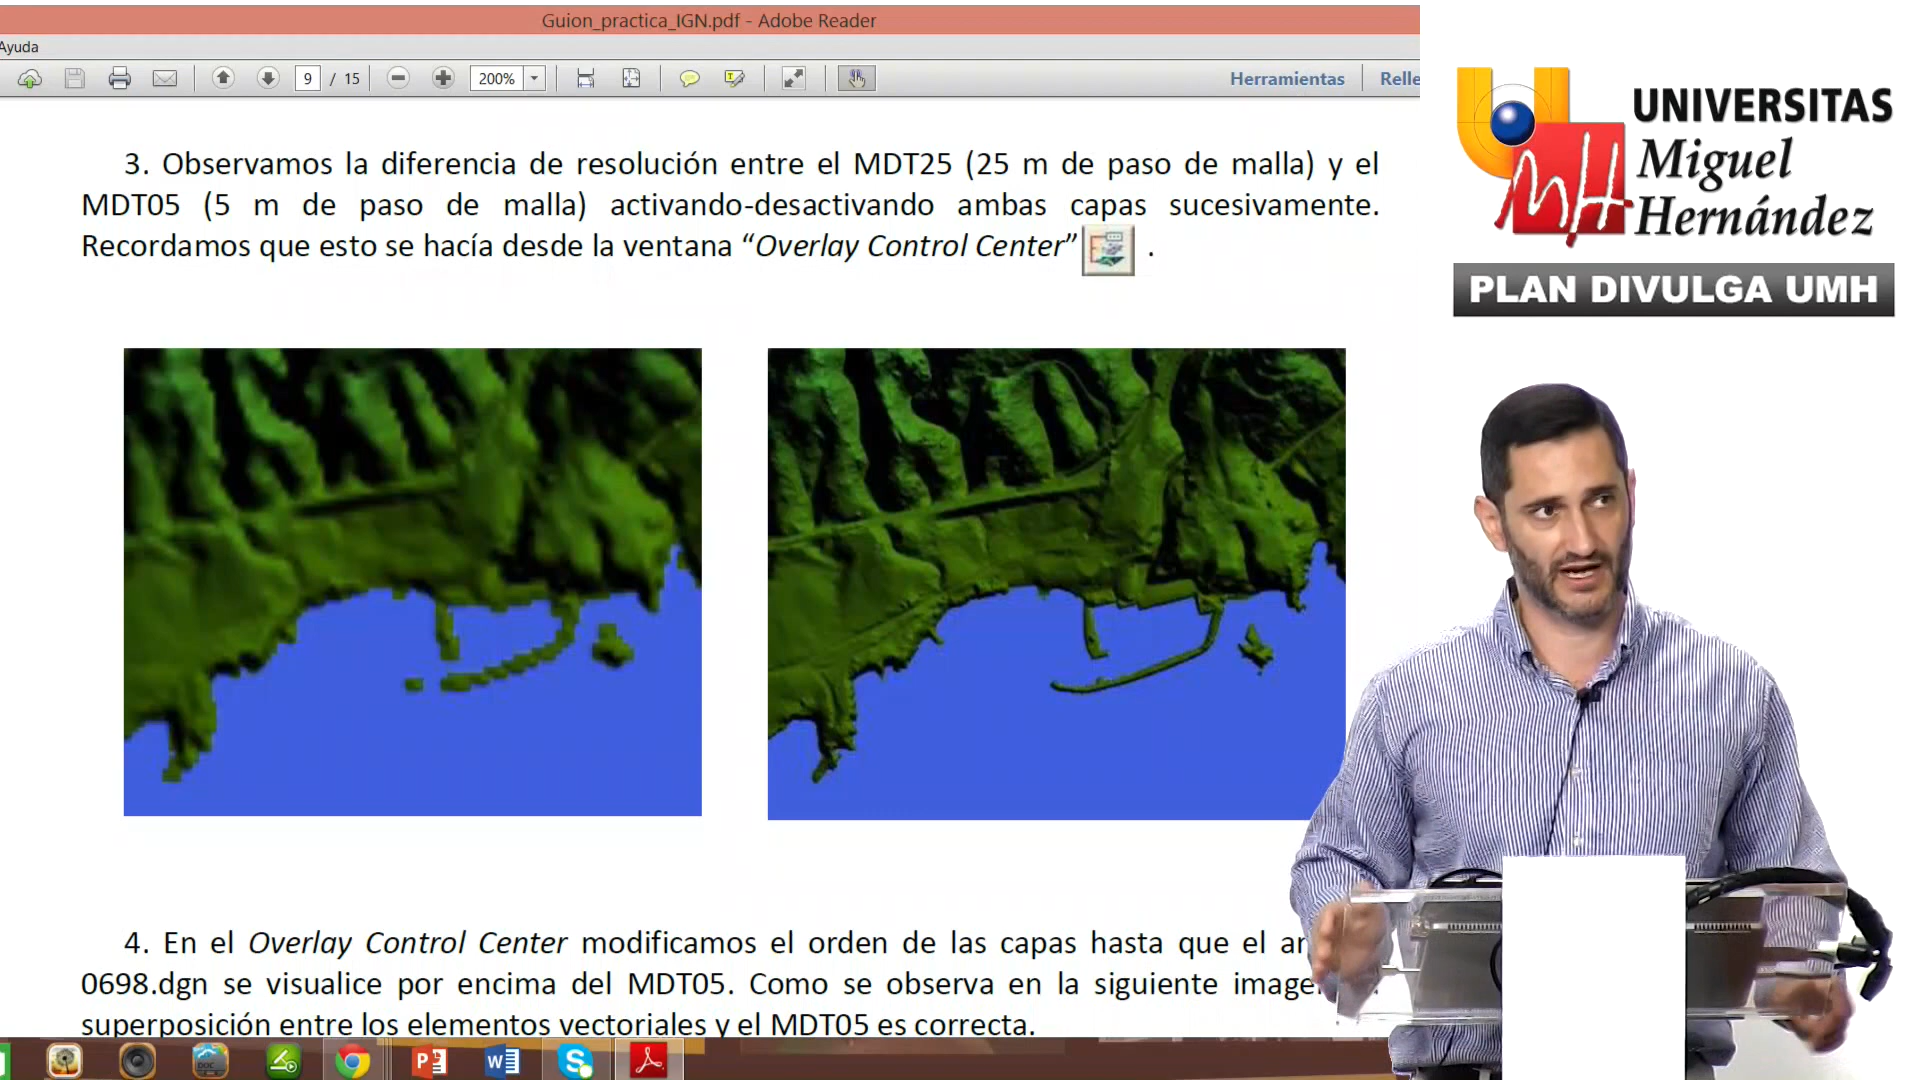 Guion_practica_IGN.pdf - Adobe Reader
Ayuda
9 / 15
200%
Herramientas
Relle
3. Observamos la diferencia de resolución entre el MDT25 (25 m de paso de malla) y el
MDT05 (5 m de paso de malla) activando-desactivando ambas capas sucesivamente.
Recordamos que esto se hacía desde la ventana “Overlay Control Center” .
4. En el Overlay Control Center modificamos el orden de las capas hasta que el ar
0698.dgn se visualice por encima del MDT05. Como se observa en la siguiente image
superposición entre los elementos vectoriales y el MDT05 es correcta.
UMH
UNIVERSITAS
Miguel
Hernández
PLAN DIVULGA UMH